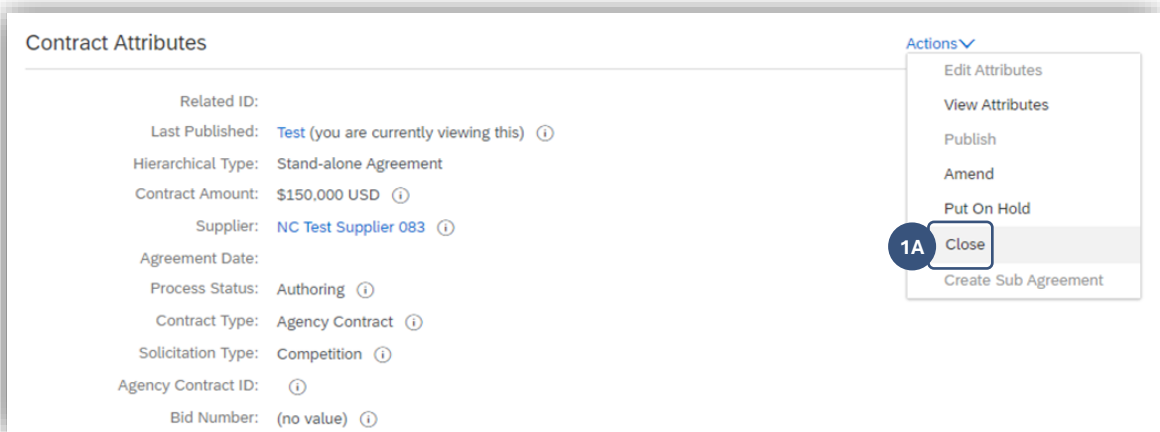 Contract Attributes
Actions
Edit Attributes
View Attributes
Publish
Amend
Put On Hold
1A
Close
Create Sub Agreement
Related ID:
Last Published: Test (you are currently viewing this)
Hierarchical Type: Stand-alone Agreement
Contract Amount: $150,000 USD
Supplier: NC Test Supplier 083
Agreement Date:
Process Status: Authoring
Contract Type: Agency Contract
Solicitation Type: Competition
Agency Contract ID:
Bid Number: (no value)